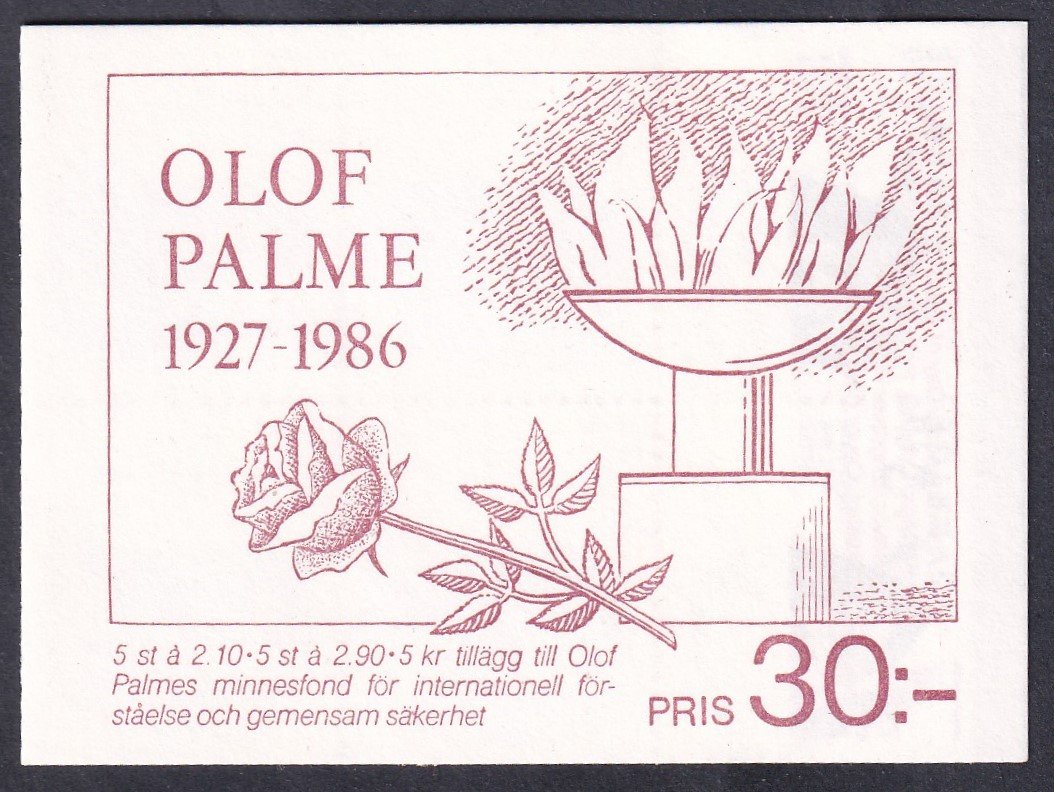 OLOF
PALME
1927-1986
5 st à 2.10•5 st à 2.90•5 kr tillägg till Olof
Palmes minnesfond för internationell för-
ståelse och gemensam säkerhet
PRIS 30:-